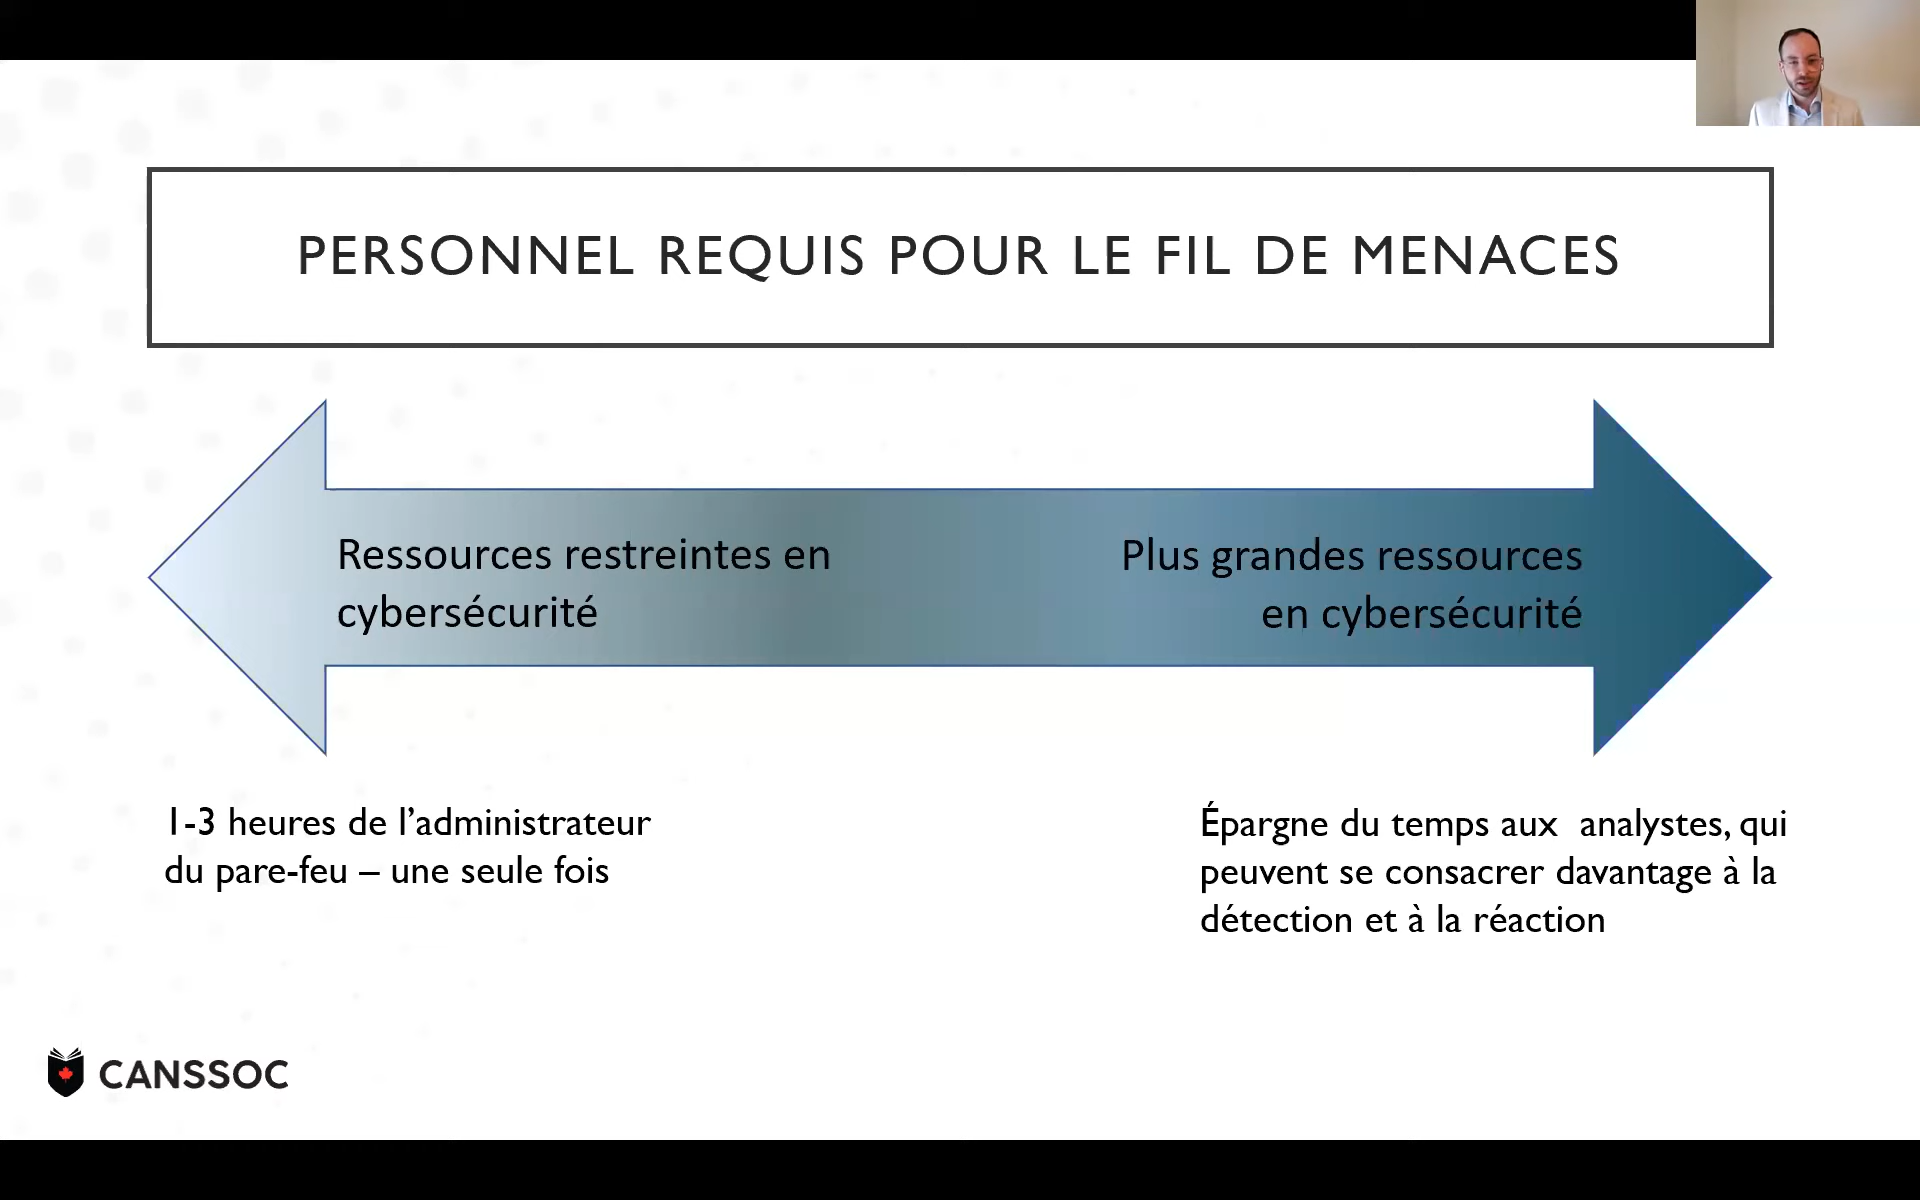 PERSONNEL REQUIS POUR LE FIL DE MENACES
Ressources restreintes en
cybersécurité
Plus grandes ressources
en cybersécurité
1-3 heures de l’administrateur
du pare-feu – une seule fois
Épargne du temps aux  analystes, qui
peuvent se consacrer davantage à la
détection et à la réaction
CANSSOC